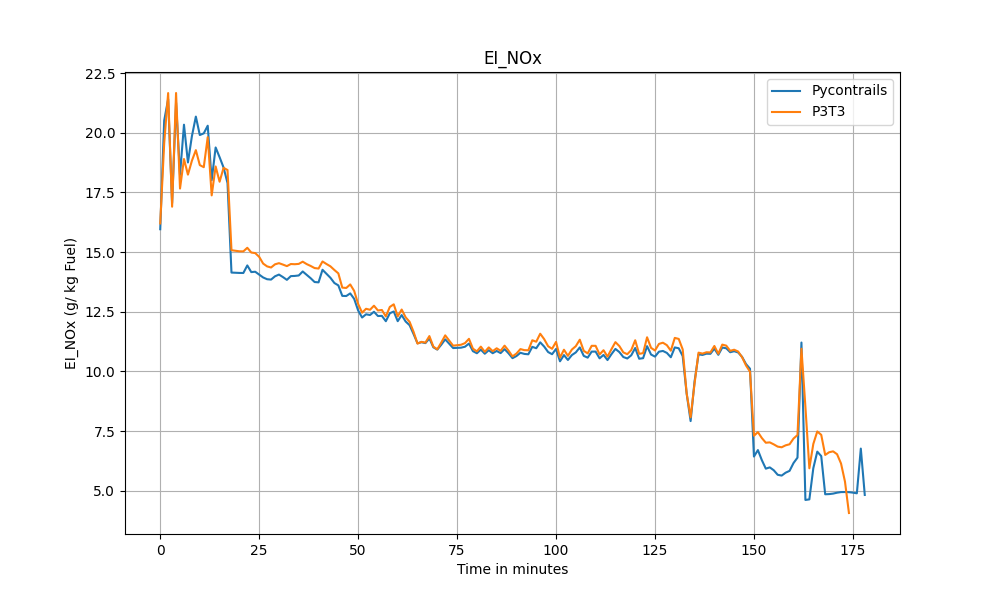 EI_NOx
Pycontrails
P3T3
EI_NOx (g/ kg Fuel)
22.5
20.0
17.5
15.0
12.5
10.0
7.5
5.0
0 25 50 75 100 125 150 175
Time in minutes